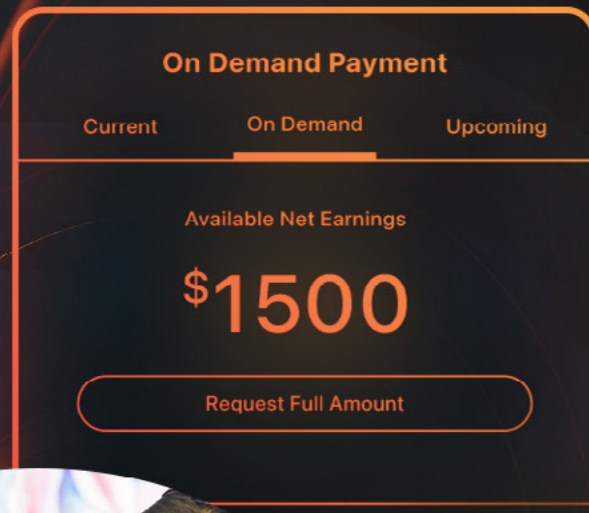 On Demand Payment
Current On Demand Upcoming
Available Net Earnings
$1500
Request Full Amount